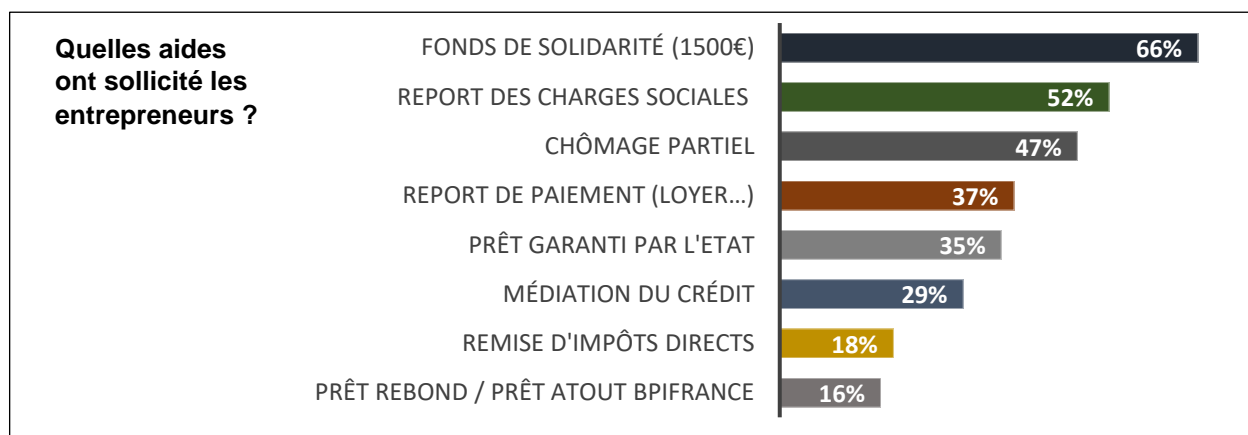 Quelles aides
ont sollicité les
entrepreneurs ?
FONDS DE SOLIDARITÉ (1500€) 66%
REPORT DES CHARGES SOCIALES 52%
CHÔMAGE PARTIEL 47%
REPORT DE PAIEMENT (LOYER...) 37%
PRÊT GARANTI PAR L'ETAT 35%
MÉDIATION DU CRÉDIT 29%
REMISE D'IMPÔTS DIRECTS 18%
PRÊT REBOND / PRÊT ATOUT BPIFRANCE 16%